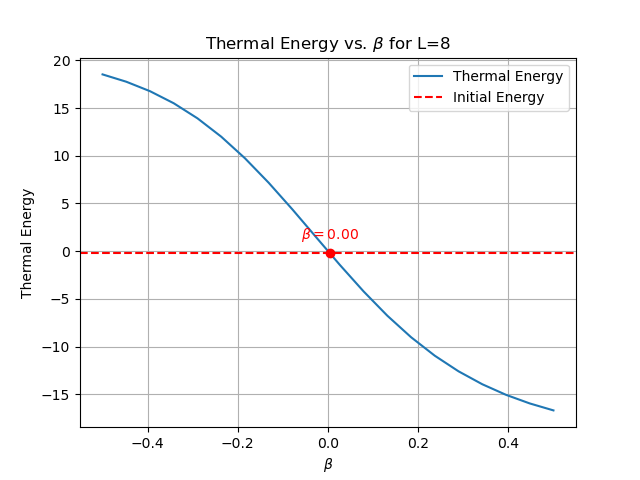 Thermal Energy vs. β for L=8
Thermal Energy
Initial Energy
β = 0.00
Thermal Energy
20
15
10
5
0
−5
−10
−15
−0.4
−0.2
0.0
0.2
0.4
β